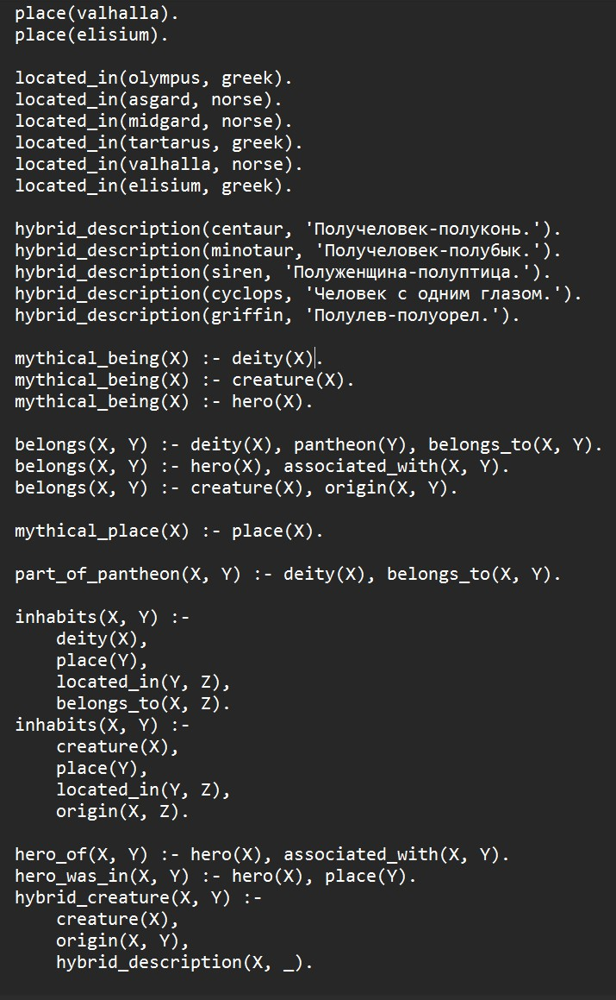 place(valhalla).
place(elisium).

located_in(olympus, greek).
located_in(asgard, norse).
located_in(midgard, norse).
located_in(tartarus, greek).
located_in(valhalla, norse).
located_in(elisium, greek).

hybrid_description(centaur, 'Получеловек-полуконь.').
hybrid_description(minotaur, 'Получеловек-полубык.').
hybrid_description(siren, 'Полуженщина-полуптица.').
hybrid_description(cyclops, 'Человек с одним глазом.').
hybrid_description(griffin, 'Полулев-полуорел.').

mythical_being(X) :- deity(X).
mythical_being(X) :- creature(X).
mythical_being(X) :- hero(X).

belongs(X, Y) :- deity(X), pantheon(Y), belongs_to(X, Y).
belongs(X, Y) :- hero(X), associated_with(X, Y).
belongs(X, Y) :- creature(X), origin(X, Y).

mythical_place(X) :- place(X).

part_of_pantheon(X, Y) :- deity(X), belongs_to(X, Y).

inhabits(X, Y) :-
    deity(X),
    place(Y),
    located_in(Y, Z),
    belongs_to(X, Z).
inhabits(X, Y) :-
    creature(X),
    place(Y),
    located_in(Y, Z),
    origin(X, Z).

hero_of(X, Y) :- hero(X), associated_with(X, Y).
hero_was_in(X, Y) :- hero(X), place(Y).
hybrid_creature(X, Y) :-
    creature(X),
    origin(X, Y),
    hybrid_description(X, _).